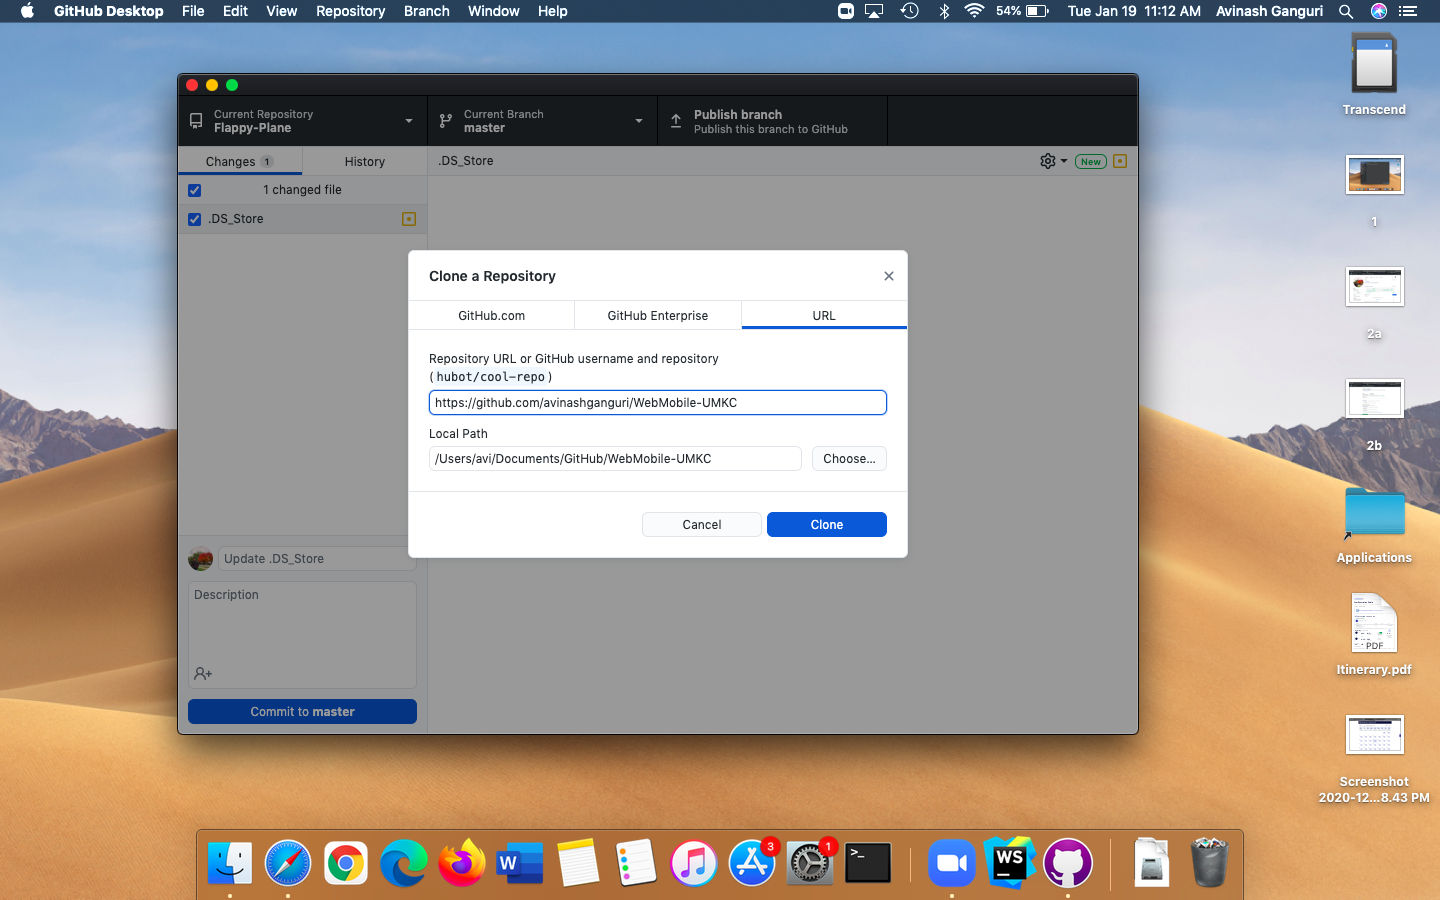 GitHub Desktop File Edit View Repository Branch Window Help 54% Tue Jan 19 11:12 AM Avinash Ganguri
Current Repository
Flappy-Plane
Current Branch
master
Publish branch
Publish this branch to GitHub
Changes 1
History
.DS_Store
New
1 changed file
.DS_Store
Clone a Repository
GitHub.com
GitHub Enterprise
URL
Repository URL or GitHub username and repository
(hubot/cool-repo)
https://github.com/avinashganguri/WebMobile-UMKC
Local Path
/Users/avi/Documents/GitHub/WebMobile-UMKC
Choose...
Cancel
Clone
Update .DS_Store
Description
Commit to master
Transcend
1
2a
2b
Applications
PDF
Itinerary.pdf
Screenshot
2020-12...8.43 PM
W
3
1
>_
WS